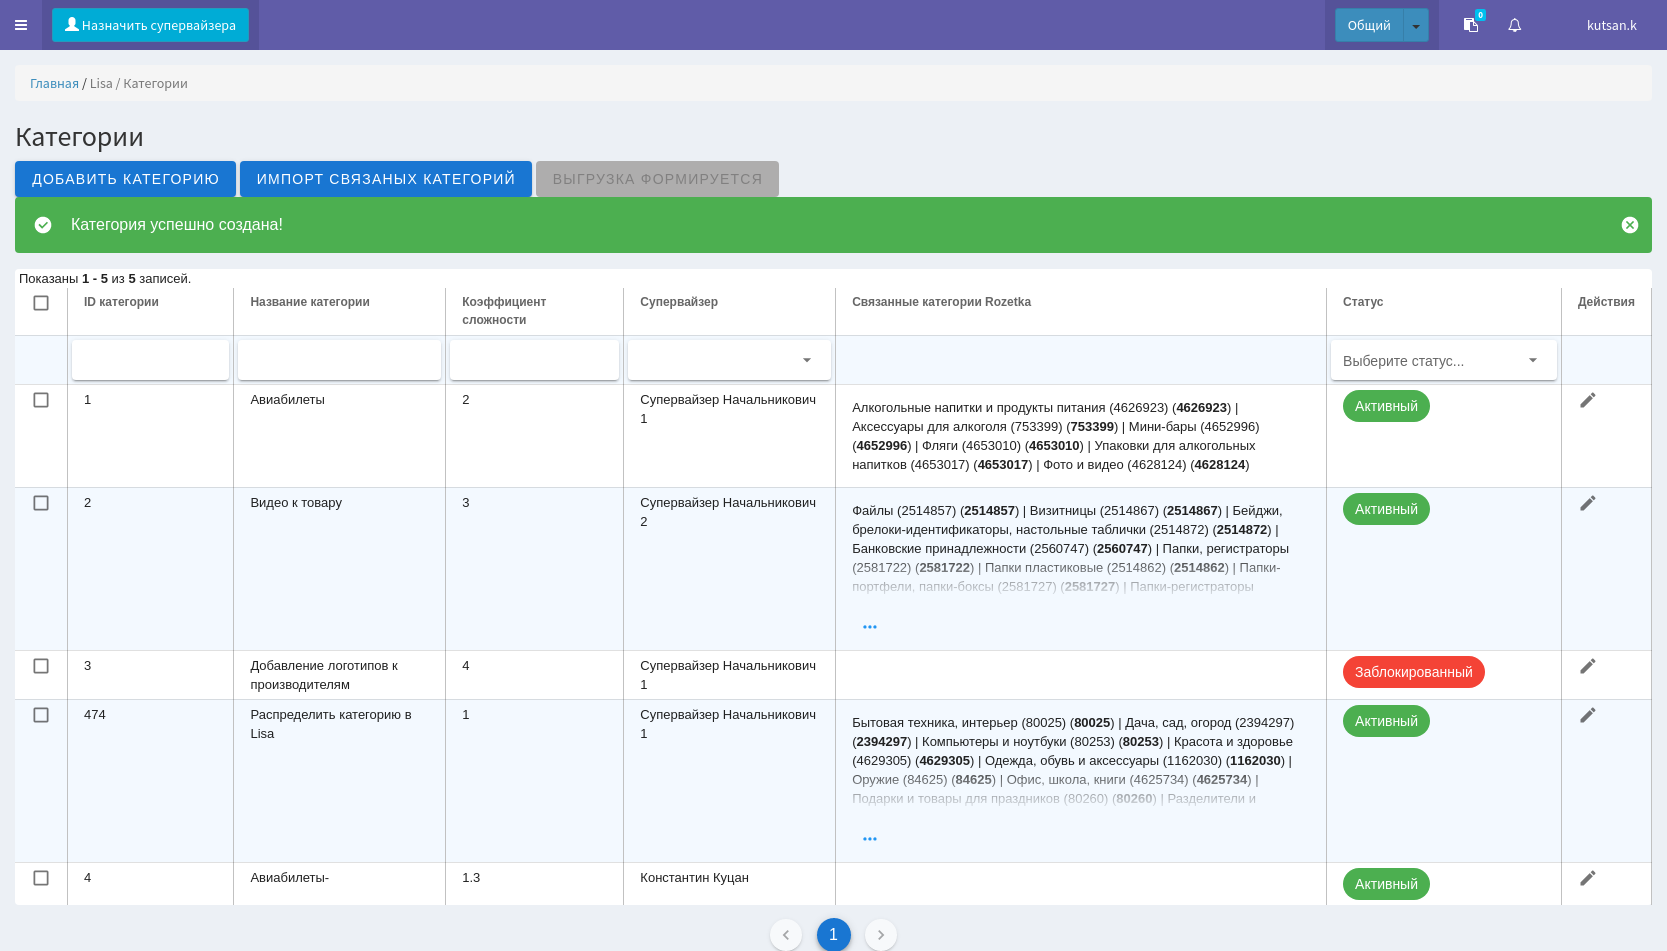 Назначить супервайзера
Общий
0
kutsan.k
Главная / Lisa / Категории
Категории
ДОБАВИТЬ КАТЕГОРИЮ
ИМПОРТ СВЯЗАНЫХ КАТЕГОРИЙ
ВЫГРУЗКА ФОРМИРУЕТСЯ
Категория успешно создана!
Показаны 1 - 5 из 5 записей.
ID категории
Название категории
Коэффициент
сложности
Супервайзер
Связанные категории Rozetka
Статус
Действия
Выберите статус...
1
Авиабилеты
2
Супервайзер Начальникович
1
Алкогольные напитки и продукты питания (4626923) (4626923) |
Аксессуары для алкоголя (753399) (753399) | Мини-бары (4652996)
(4652996) | Фляги (4653010) (4653010) | Упаковки для алкогольных
напитков (4653017) (4653017) | Фото и видео (4628124) (4628124)
Активный
2
Видео к товару
3
Супервайзер Начальникович
2
Файлы (2514857) (2514857) | Визитницы (2514867) (2514867) | Бейджи,
брелоки-идентификаторы, настольные таблички (2514872) (2514872) |
Банковские принадлежности (2560747) (2560747) | Папки, регистраторы
(2581722) (2581722) | Папки пластиковые (2514862) (2514862) | Папки-
портфели, папки-боксы (2581727) (2581727) | Папки-регистраторы
...
Активный
3
Добавление логотипов к
производителям
4
Супервайзер Начальникович
1
Заблокированный
474
Распределить категорию в
Lisa
1
Супервайзер Начальникович
1
Бытовая техника, интерьер (80025) (80025) | Дача, сад, огород (2394297)
(2394297) | Компьютеры и ноутбуки (80253) (80253) | Красота и здоровье
(4629305) (4629305) | Одежда, обувь и аксессуары (1162030) (1162030) |
Оружие (84625) (84625) | Офис, школа, книги (4625734) (4625734) |
Подарки и товары для праздников (80260) (80260) | Разделители и
...
Активный
4
Авиабилеты-
1.3
Константин Куцан
Активный
1